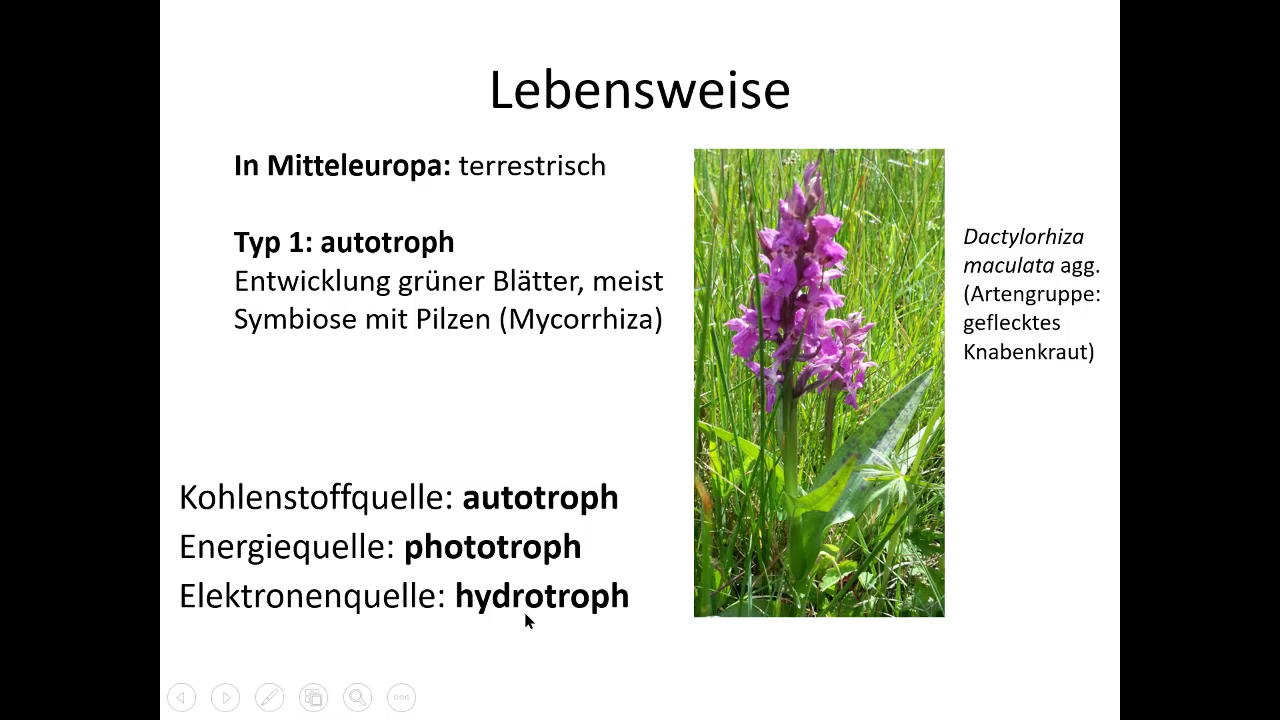 Lebensweise
In Mitteleuropa: terrestrisch
Typ 1: autotroph
Entwicklung grüner Blätter, meist
Symbiose mit Pilzen (Mycorrhiza)
Dactylorhiza
maculata agg.
(Artengruppe:
geflecktes
Knabenkraut)
Kohlenstoffquelle: autotroph
Energiequelle: phototroph
Elektronenquelle: hydrotroph